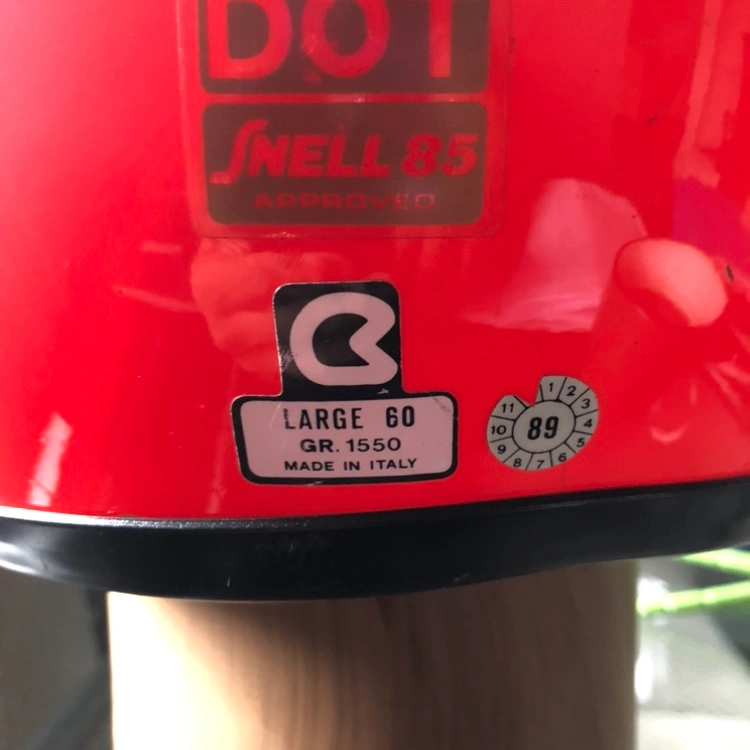 DOT
SNELL 85
APPROVED
LARGE 60
GR. 1550
MADE IN ITALY
1 2 3 4 5 6 7 8 9 10 11
89